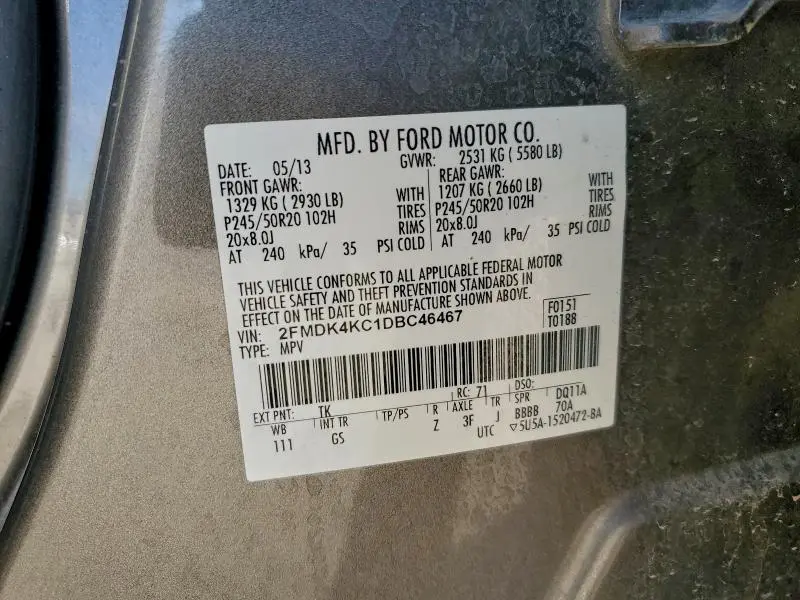 MFD. BY FORD MOTOR CO.
DATE: 05/13 GVWR: 2531 KG ( 5580 LB)
FRONT GAWR: REAR GAWR:
1329 KG ( 2930 LB) WITH 1207 KG ( 2660 LB) WITH
P245/50R20 102H TIRES P245/50R20 102H TIRES
20x8.0J RIMS 20x8.0J RIMS
AT 240 kPa/ 35 PSI COLD AT 240 kPa/ 35 PSI COLD
THIS VEHICLE CONFORMS TO ALL APPLICABLE FEDERAL MOTOR
VEHICLE SAFETY AND THEFT PREVENTION STANDARDS IN
EFFECT ON THE DATE OF MANUFACTURE SHOWN ABOVE.
VIN: 2FMDK4KC1DBC46467 F0151
TYPE: MPV T0188
EXT PNT: TK RC: 71 DSO: DQ11A
WB INT TR TP/PS R AXLE TR SPR 70A
111 GS Z 3F J BBBB
UTC ▽5U5A-1520472-BA